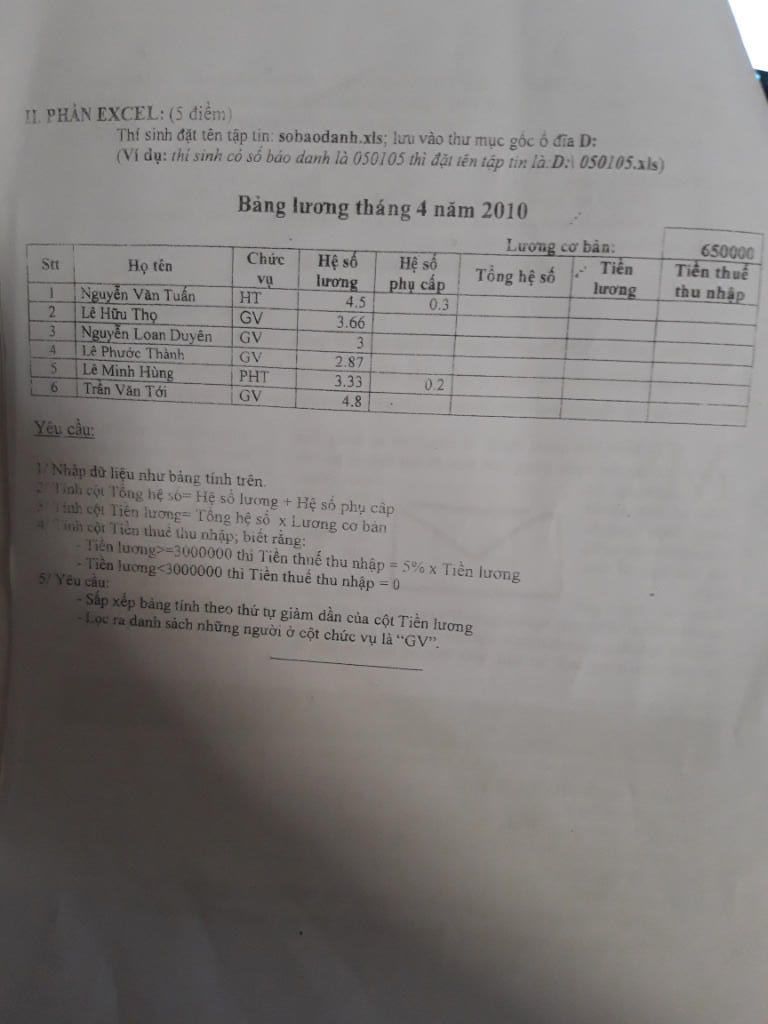 II. PHẦN EXCEL: (5 điểm)
Thí sinh đặt tên tập tin: sobaodanh.xls; lưu vào thư mục gốc ổ đĩa D:
(Ví dụ: thí sinh có số báo danh là 050105 thì đặt tên tập tin là D:\ 050105.xls)
Bảng lương tháng 4 năm 2010
Lương cơ bản: 650000
Stt Họ tên Chức vụ Hệ số lương Hệ số phụ cấp Tổng hệ số Tiền lương Tiền thuế thu nhập
1 Nguyễn Văn Tuấn HT 4.5 0.3
2 Lê Hữu Thọ GV 3.66
3 Nguyễn Loan Duyên GV 3
4 Lê Phước Thành GV 2.87
5 Lê Minh Hùng PHT 3.33 0.2
6 Trần Văn Tới GV 4.8
Yêu cầu:
1/ Nhập dữ liệu như bảng tính trên.
2/ Tính cột Tổng hệ số= Hệ số lương + Hệ số phụ cấp
3/ Tính cột Tiền lương= Tổng hệ số x Lương cơ bản
4/ Tính cột Tiền thuế thu nhập; biết rằng:
- Tiền lương>=3000000 thì Tiền thuế thu nhập = 5% x Tiền lương
- Tiền lương<3000000 thì Tiền thuế thu nhập = 0
5/ Yêu cầu:
- Sắp xếp bảng tính theo thứ tự giảm dần của cột Tiền lương
- Lọc ra danh sách những người ở cột chức vụ là “GV”.